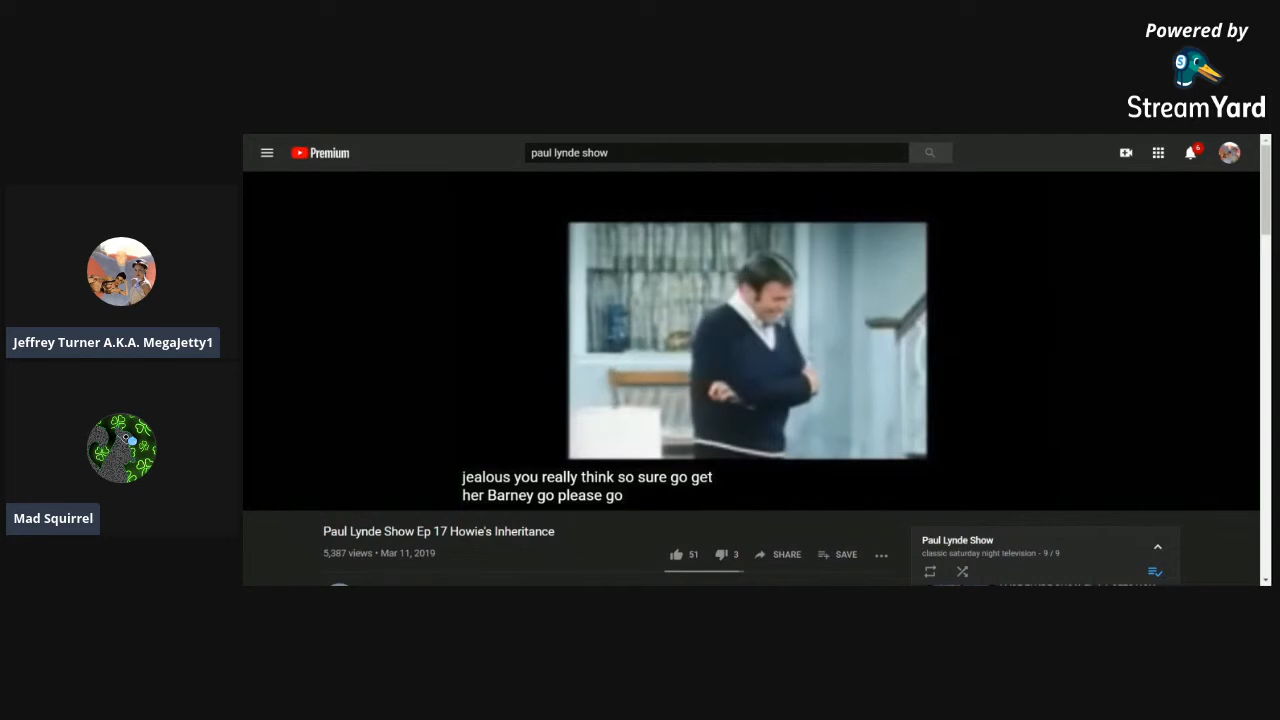 Powered by
StreamYard
Premium
paul lynde show
6
Jeffrey Turner A.K.A. MegaJetty1
Mad Squirrel
jealous you really think so sure go get
her Barney go please go
Paul Lynde Show Ep 17 Howie's Inheritance
5,387 views • Mar 11, 2019
51
3
SHARE
SAVE
Paul Lynde Show
classic saturday night television - 9 / 9